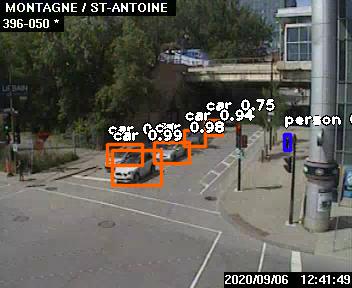 MONTAGNE / ST-ANTOINE
396-050 *
car 0.75
car 0.94
car 0.98
car 0.99
person
2020/09/06 12:41:49